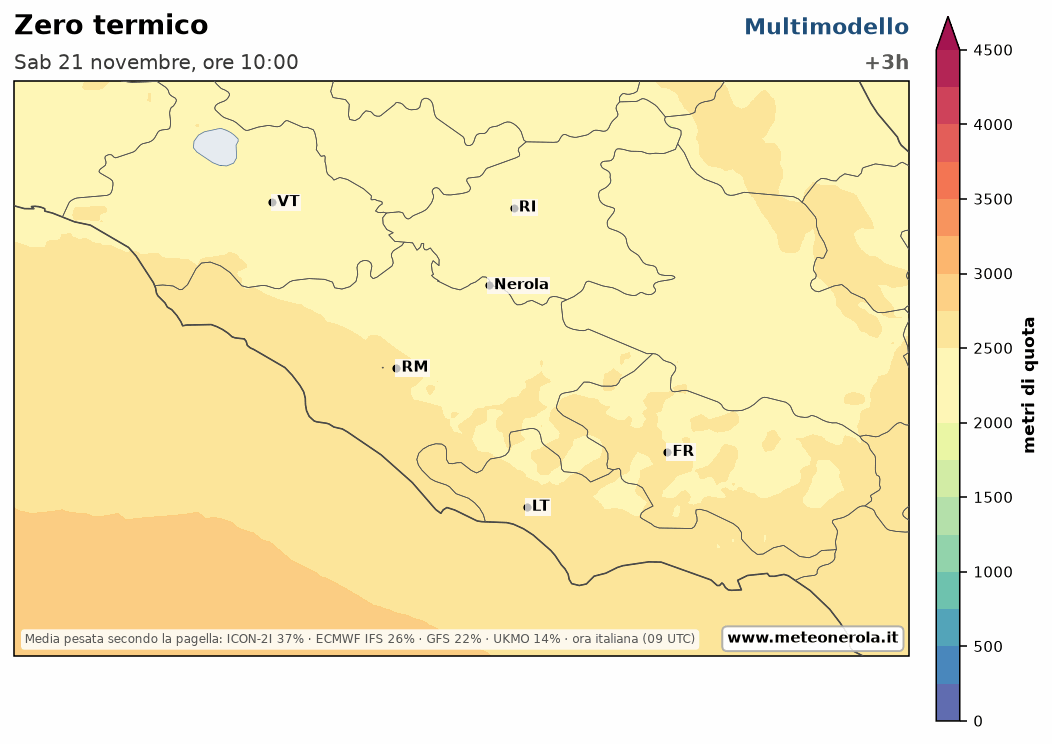 Zero termico
Multimodello
Sab 21 novembre, ore 10:00
+3h
VT
RI
Nerola
RM
FR
LT
Media pesata secondo la pagella: ICON-2I 37% · ECMWF IFS 26% · GFS 22% · UKMO 14% · ora italiana (09 UTC)
www.meteonerola.it
4500
4000
3500
3000
2500
2000
1500
1000
500
0
metri di quota